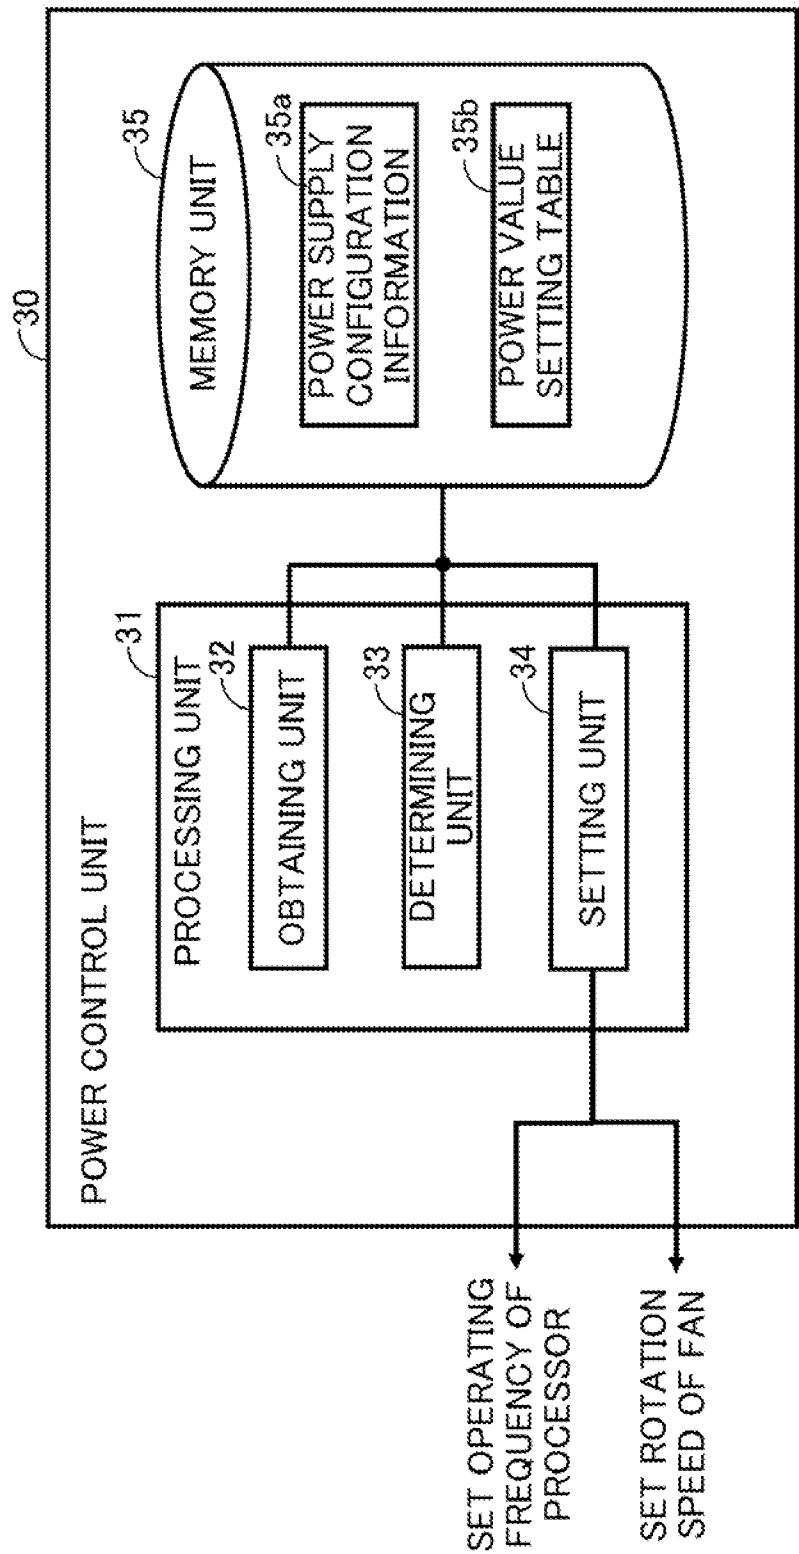 30
POWER CONTROL UNIT
31
PROCESSING UNIT
32
OBTAINING UNIT
33
DETERMINING
UNIT
34
SETTING UNIT
35
MEMORY UNIT
35a
POWER SUPPLY
CONFIGURATION
INFORMATION
35b
POWER VALUE
SETTING TABLE
SET OPERATING
FREQUENCY OF
PROCESSOR
SET ROTATION
SPEED OF FAN